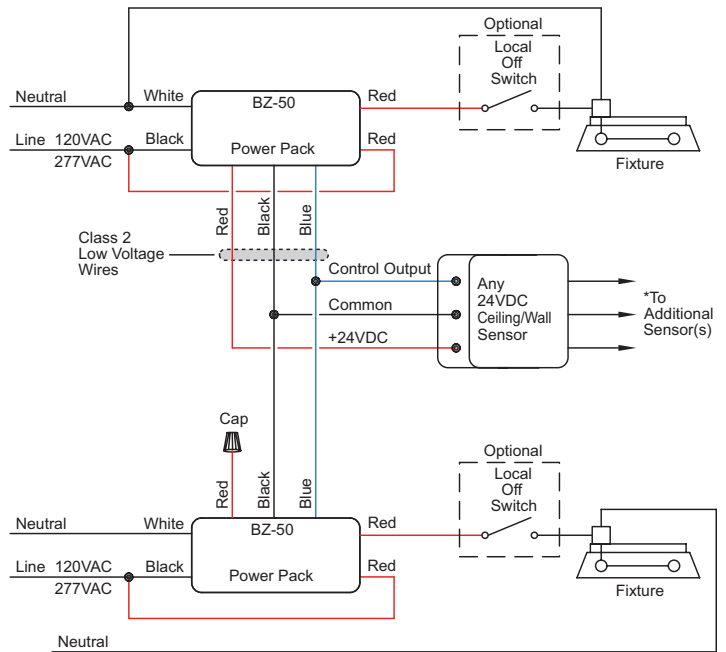 Optional
Local
Off
Switch
Neutral
White
BZ-50
Red
Line 120VAC
277VAC
Black
Power Pack
Red
Fixture
Red
Black
Blue
Class 2
Low Voltage
Wires
Control Output
Common
+24VDC
Any
24VDC
Ceiling/Wall
Sensor
*To
Additional
Sensor(s)
Cap
Red
Black
Blue
Optional
Local
Off
Switch
Neutral
White
BZ-50
Red
Line 120VAC
277VAC
Black
Power Pack
Red
Fixture
Neutral